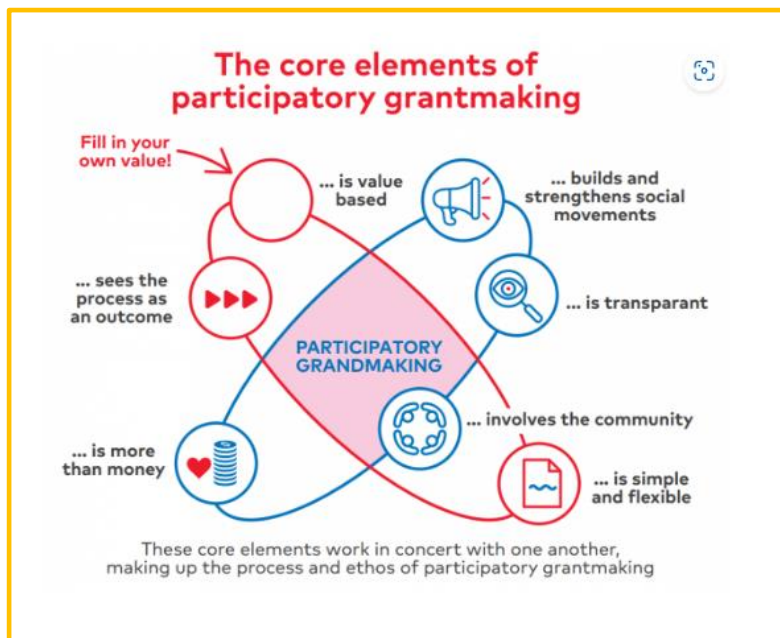 The core elements of
participatory grantmaking
Fill in your
own value!
... is value
based
... builds and
strengthens social
movements
... sees the
process as
an outcome
... is transparant
PARTICIPATORY
GRANDMAKING
... involves the community
... is more
than money
... is simple
and flexible
These core elements work in concert with one another,
making up the process and ethos of participatory grantmaking